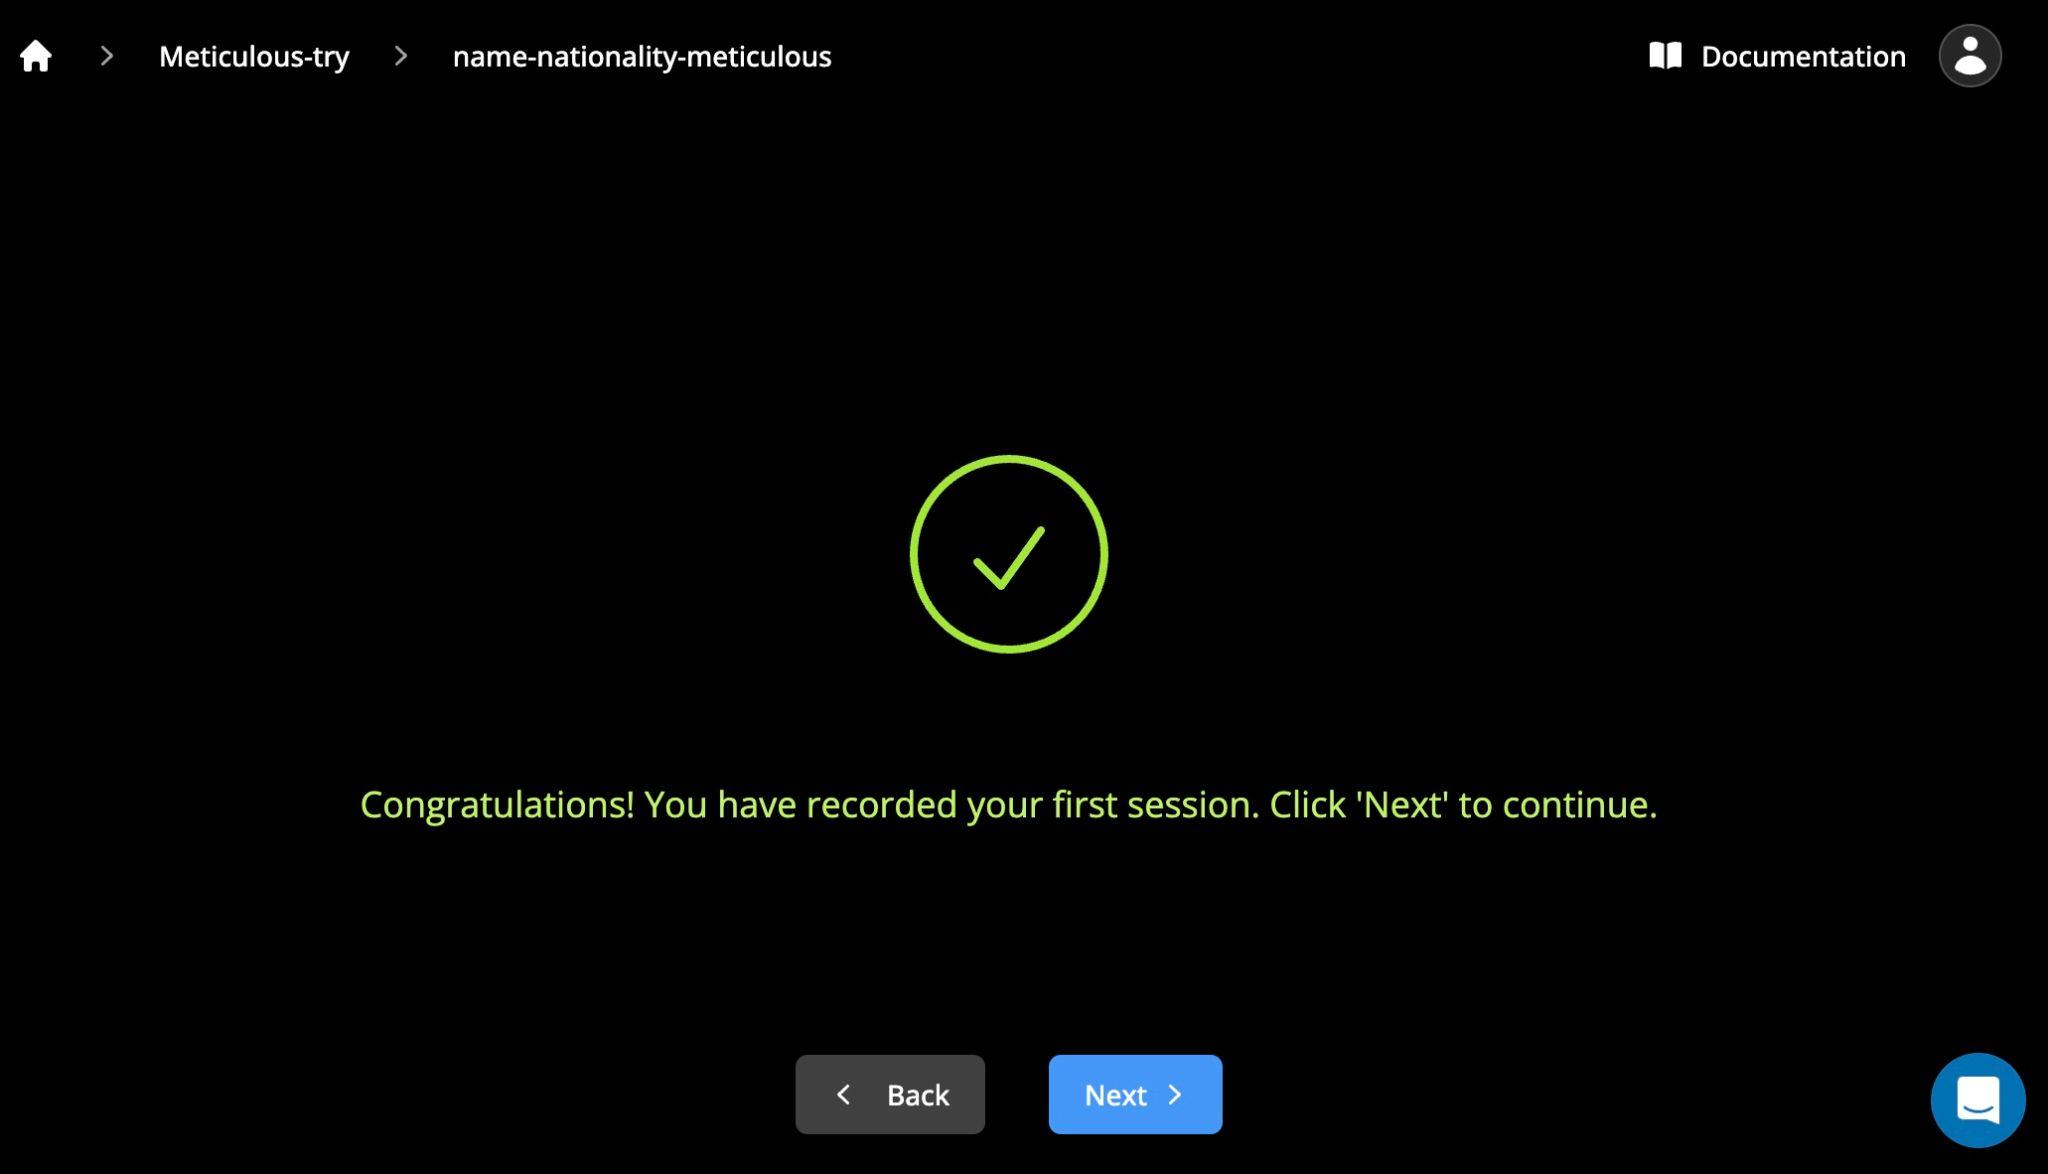 Meticulous-try
name-nationality-meticulous
Documentation
Congratulations! You have recorded your first session. Click 'Next' to continue.
Back
Next